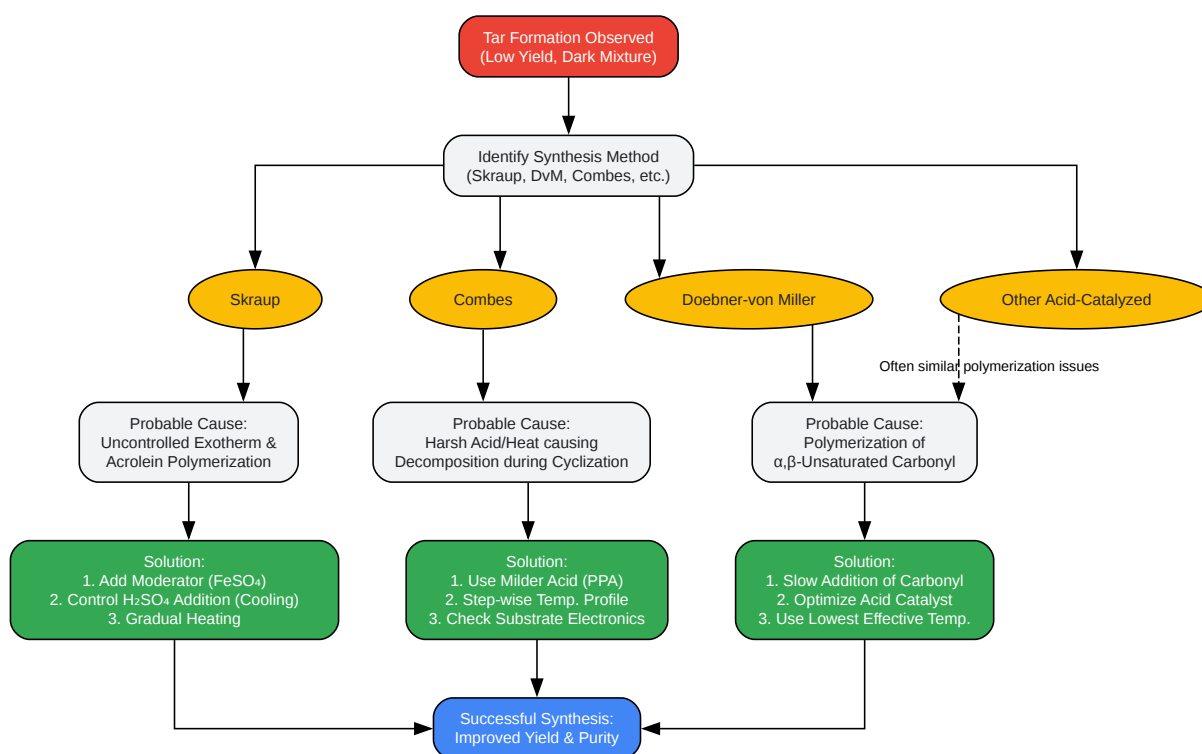 Tar Formation Observed
(Low Yield, Dark Mixture)
Identify Synthesis Method
(Skraup, DvM, Combes, etc.)
Skraup
Combes
Doebner-von Miller
Other Acid-Catalyzed
Often similar polymerization issues
Probable Cause:
Uncontrolled Exotherm &
Acrolein Polymerization
Probable Cause:
Harsh Acid/Heat causing
Decomposition during Cyclization
Probable Cause:
Polymerization of
α,β-Unsaturated Carbonyl
Solution:
1. Add Moderator (FeSO₄)
2. Control H₂SO₄ Addition (Cooling)
3. Gradual Heating
Solution:
1. Use Milder Acid (PPA)
2. Step-wise Temp. Profile
3. Check Substrate Electronics
Solution:
1. Slow Addition of Carbonyl
2. Optimize Acid Catalyst
3. Use Lowest Effective Temp.
Successful Synthesis:
Improved Yield & Purity